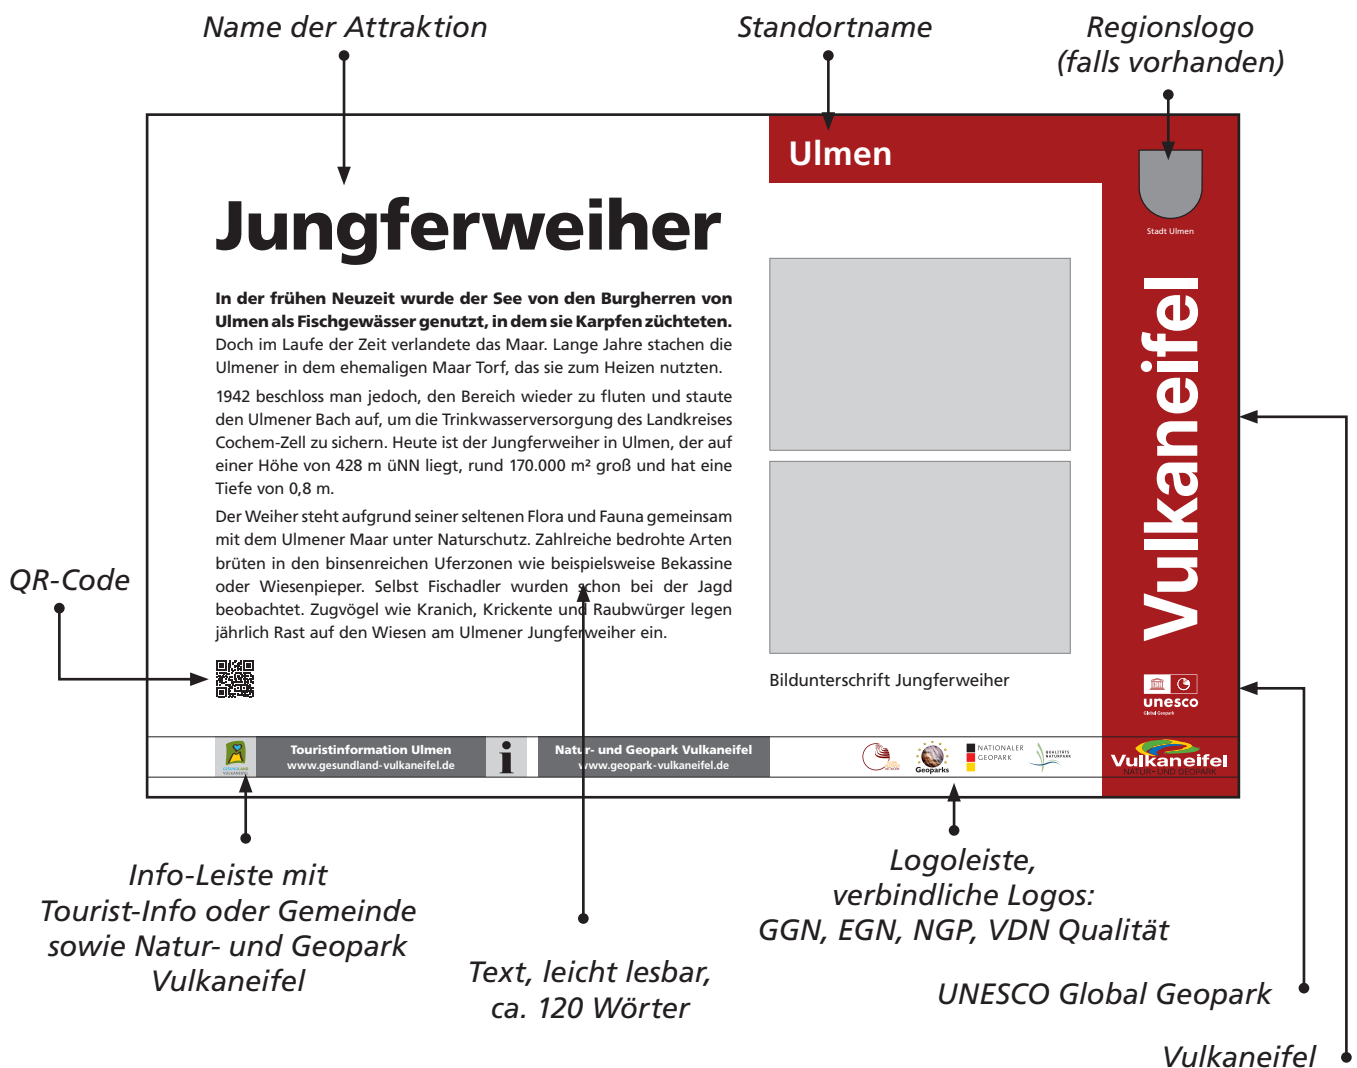 Name der Attraktion
Standortname
Regionslogo
(falls vorhanden)
Ulmen
Stadt Ulmen
Jungferweiher
In der frühen Neuzeit wurde der See von den Burgherren von
Ulmen als Fischgewässer genutzt, in dem sie Karpfen züchteten.
Doch im Laufe der Zeit verlandete das Maar. Lange Jahre stachen die
Ulmener in dem ehemaligen Maar Torf, das sie zum Heizen nutzten.
1942 beschloss man jedoch, den Bereich wieder zu fluten und staute
den Ulmener Bach auf, um die Trinkwasserversorgung des Landkreises
Cochem-Zell zu sichern. Heute ist der Jungferweiher in Ulmen, der auf
einer Höhe von 428 m üNN liegt, rund 170.000 m² groß und hat eine
Tiefe von 0,8 m.
Der Weiher steht aufgrund seiner seltenen Flora und Fauna gemeinsam
mit dem Ulmener Maar unter Naturschutz. Zahlreiche bedrohte Arten
brüten in den binsenreichen Uferzonen wie beispielsweise Bekassine
oder Wiesenpieper. Selbst Fischadler wurden schon bei der Jagd
beobachtet. Zugvögel wie Kranich, Krickente und Raubwürger legen
jährlich Rast auf den Wiesen am Ulmener Jungferweiher ein.
QR-Code
Bildunterschrift Jungferweiher
Vulkaneifel
unesco
Global Geopark
GESUNDLAND
VULKANEIFEL
Touristinformation Ulmen
www.gesundland-vulkaneifel.de
i
Natur- und Geopark Vulkaneifel
www.geopark-vulkaneifel.de
Geoparks
NATIONALER
GEOPARK
QUALITÄTS
NATURPARK
Vulkaneifel
NATUR- UND GEOPARK
Info-Leiste mit
Tourist-Info oder Gemeinde
sowie Natur- und Geopark
Vulkaneifel
Text, leicht lesbar,
ca. 120 Wörter
Logoleiste,
verbindliche Logos:
GGN, EGN, NGP, VDN Qualität
UNESCO Global Geopark
Vulkaneifel